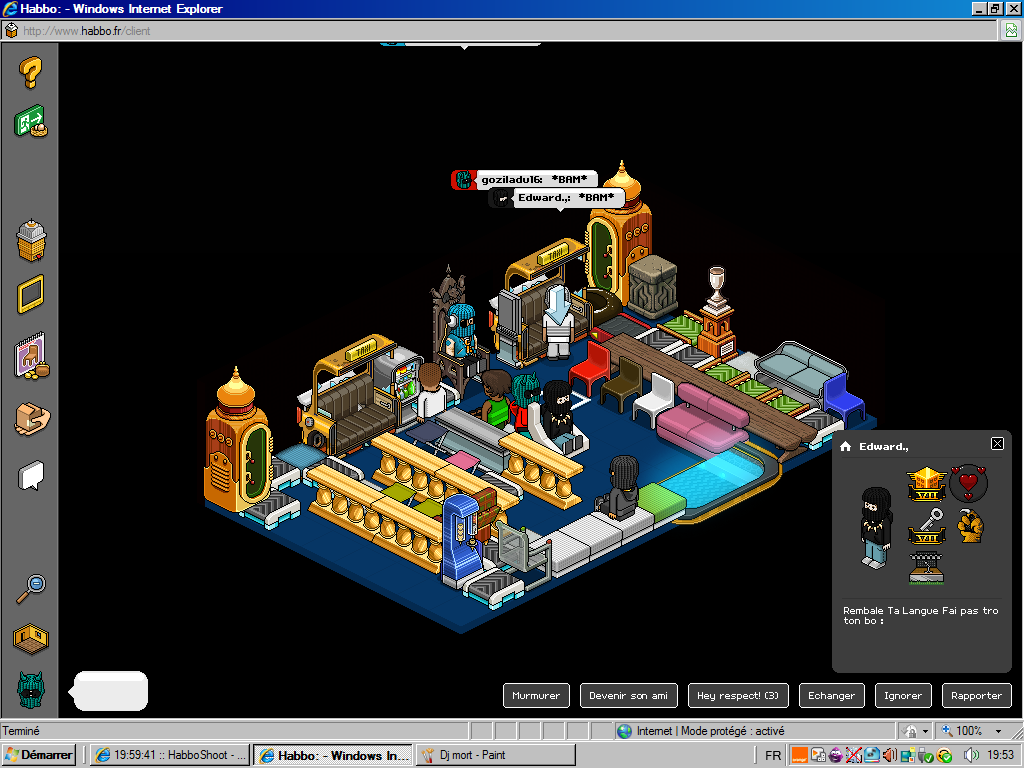 Habbo: - Windows Internet Explorer
http://www.habbo.fr/client
goziladu16: *BAM*
Edward.,: *BAM*
TAXI
TAXI
Edward.,
Rembale Ta Langue Fai pas tro
ton bo :
Murmurer
Devenir son ami
Hey respect! (3)
Echanger
Ignorer
Rapporter
Terminé
Internet | Mode protégé : activé
100%
Démarrer
19:59:41 :: HabboShoot - ...
Habbo: - Windows In...
Dj mort - Paint
FR
19:53